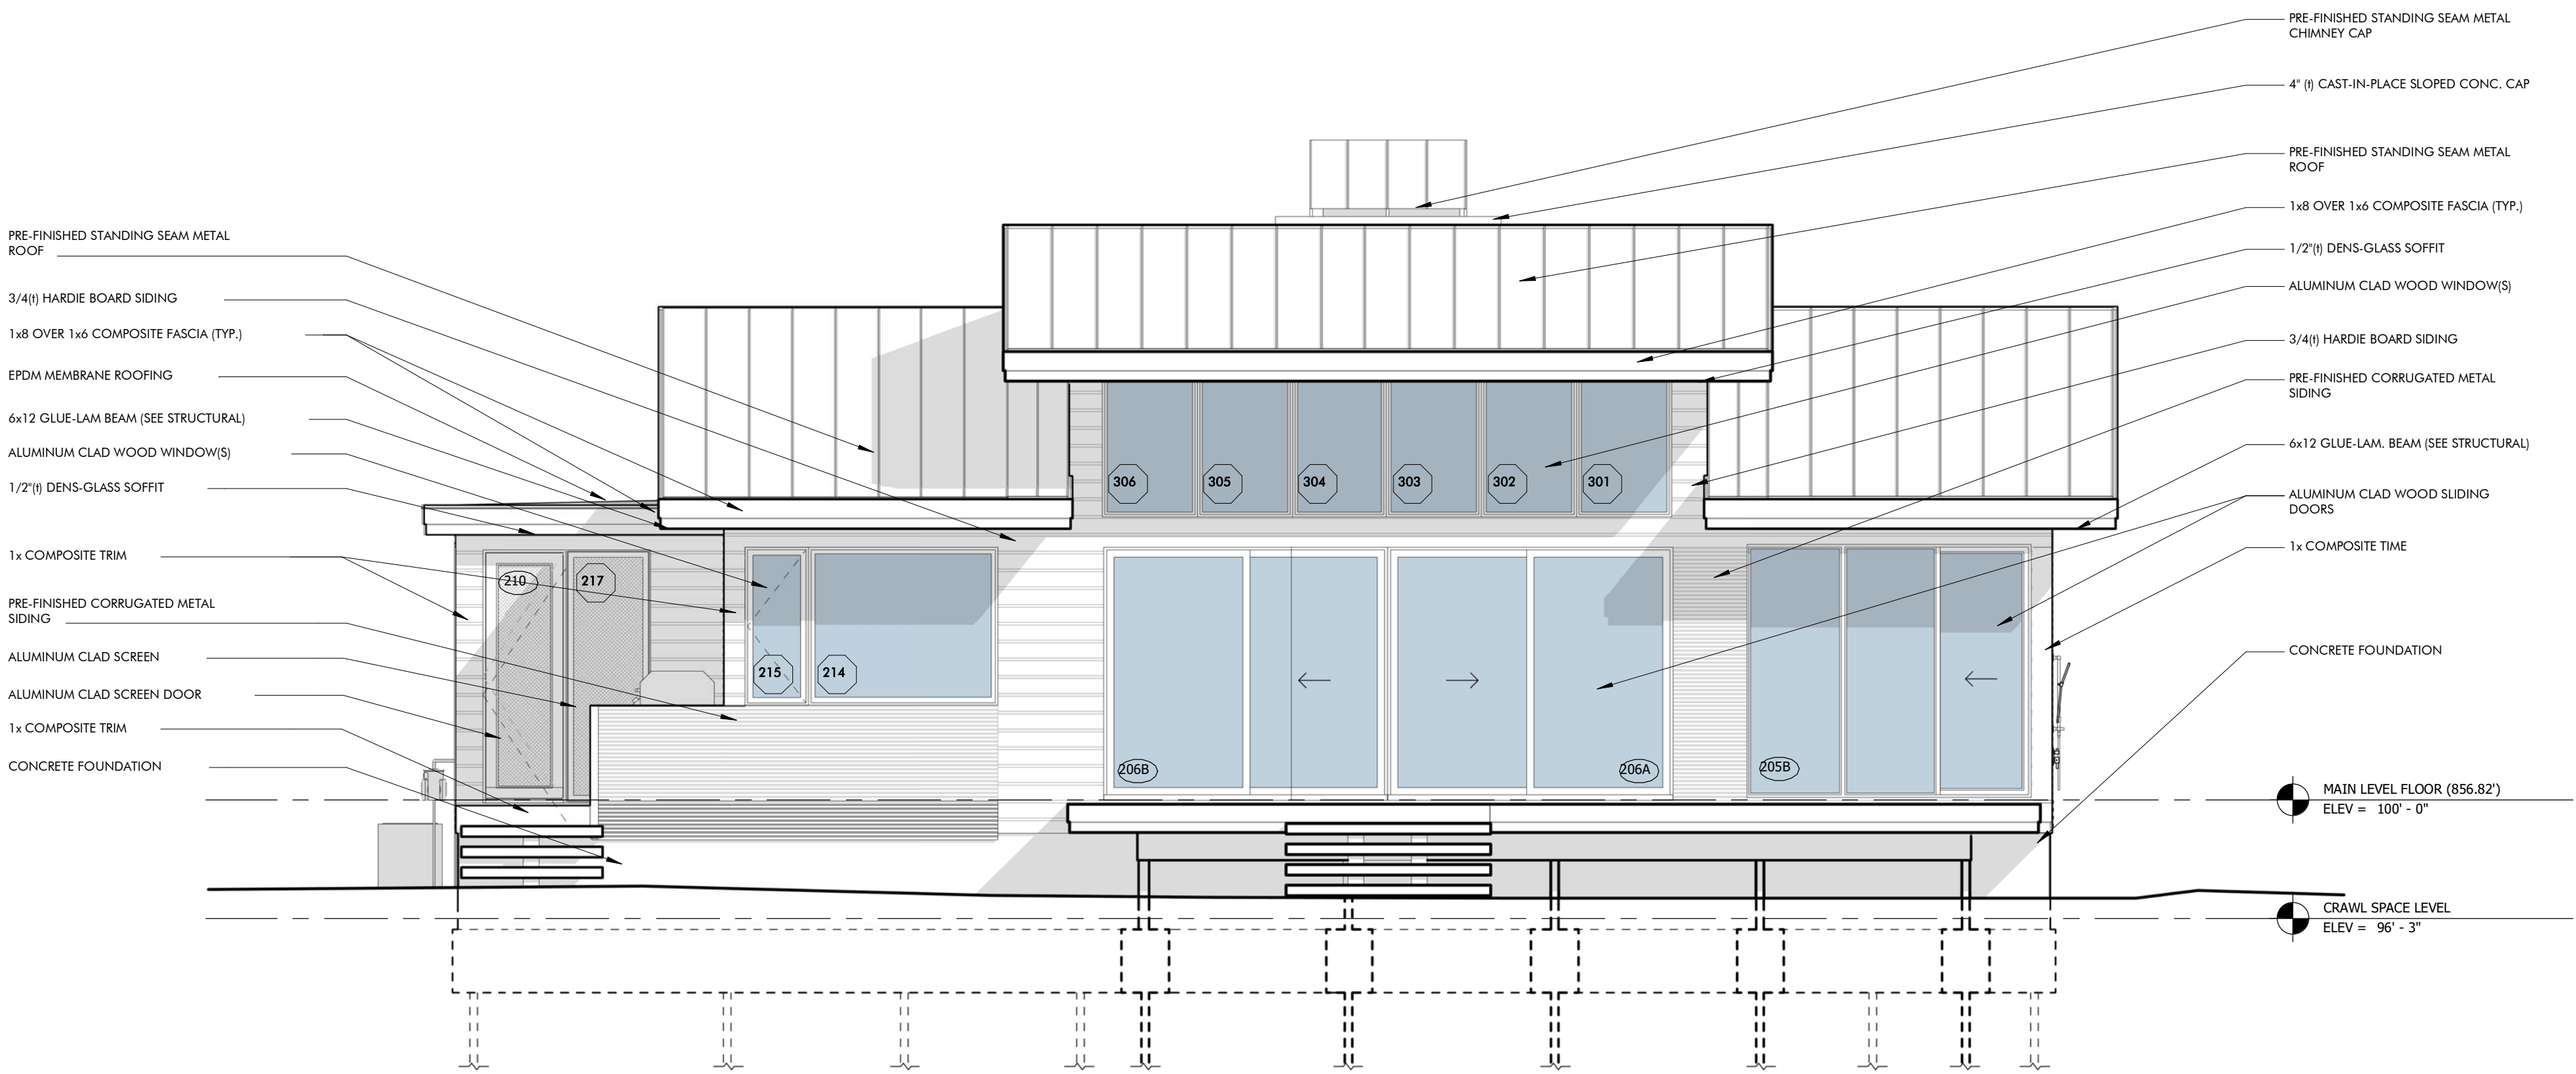 PRE-FINISHED STANDING SEAM METAL
CHIMNEY CAP
4" (t) CAST-IN-PLACE SLOPED CONC. CAP
PRE-FINISHED STANDING SEAM METAL
ROOF
1x8 OVER 1x6 COMPOSITE FASCIA (TYP.)
1/2"(t) DENS-GLASS SOFFIT
ALUMINUM CLAD WOOD WINDOW(S)
3/4(t) HARDIE BOARD SIDING
PRE-FINISHED CORRUGATED METAL
SIDING
6x12 GLUE-LAM. BEAM (SEE STRUCTURAL)
ALUMINUM CLAD WOOD SLIDING
DOORS
1x COMPOSITE TIME
CONCRETE FOUNDATION
PRE-FINISHED STANDING SEAM METAL
ROOF
3/4(t) HARDIE BOARD SIDING
1x8 OVER 1x6 COMPOSITE FASCIA (TYP.)
EPDM MEMBRANE ROOFING
6x12 GLUE-LAM BEAM (SEE STRUCTURAL)
ALUMINUM CLAD WOOD WINDOW(S)
1/2"(t) DENS-GLASS SOFFIT
1x COMPOSITE TRIM
PRE-FINISHED CORRUGATED METAL
SIDING
ALUMINUM CLAD SCREEN
ALUMINUM CLAD SCREEN DOOR
1x COMPOSITE TRIM
CONCRETE FOUNDATION
306
305
304
303
302
301
210
217
215
214
206B
206A
205B
MAIN LEVEL FLOOR (856.82')
ELEV = 100' - 0"
CRAWL SPACE LEVEL
ELEV = 96' - 3"